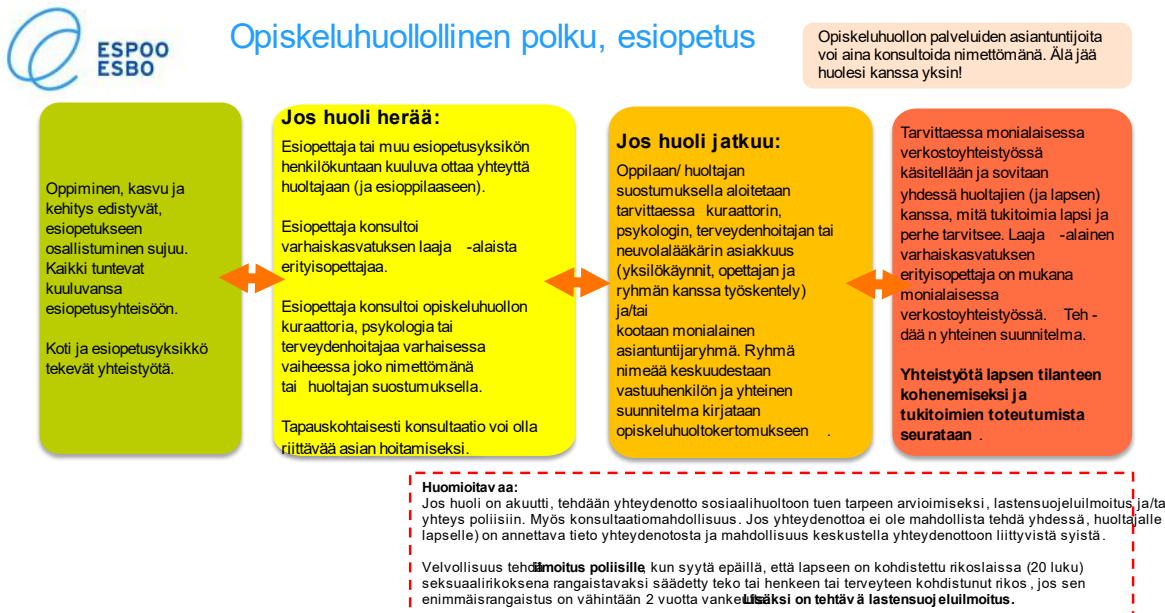 ESPOO
ESBO
Opiskeluhuollollinen polku, esiopetus
Opiskeluhuollon palveluiden asiantuntijoita
voi aina konsultoida nimettömänä. Älä jää
huolesi kanssa yksin!
Oppiminen, kasvu ja
kehitys edistyvät,
esiopetukseen
osallistuminen sujuu.
Kaikki tuntevat
kuuluvansa
esiopetusyhteisöön.
Koti ja esiopetusyksikkö
tekevät yhteistyötä.
Jos huoli herää:
Esiopettaja tai muu esiopetusyksikön
henkilökuntaan kuuluva ottaa yhteyttä
huoltajaan (ja esioppilaaseen).
Esiopettaja konsultoi
varhaiskasvatuksen laaja -alaista
erityisopettajaa.
Esiopettaja konsultoi opiskeluhuollon
kuraattoria, psykologia tai
terveydenhoitajaa varhaisessa
vaiheessa joko nimettömänä
tai huoltajan suostumuksella.
Tapauskohtaisesti konsultaatio voi olla
riittävää asian hoitamiseksi.
Jos huoli jatkuu:
Oppilaan/ huoltajan
suostumuksella aloitetaan
tarvittaessa kuraattorin,
psykologin, terveydenhoitajan tai
neuvolalääkärin asiakkuus
(yksilökäynnit, opettajan ja
ryhmän kanssa työskentely)
ja/tai
kootaan monialainen
asiantuntijaryhmä. Ryhmä
nimeää keskuudestaan
vastuuhenkilön ja yhteinen
suunnitelma kirjataan
opiskeluhuoltokertomukseen .
Tarvittaessa monialaisessa
verkostoyhteistyössä
käsitellään ja sovitaan
yhdessä huoltajien (ja lapsen)
kanssa, mitä tukitoimia lapsi ja
perhe tarvitsee. Laaja -alainen
varhaiskasvatuksen
erityisopettaja on mukana
monialaisessa
verkostoyhteistyössä. Teh -
dää n yhteinen suunnitelma.
Yhteistyötä lapsen tilanteen
kohenemiseksi ja
tukitoimien toteutumista
seurataan .
Huomioitav aa:
Jos huoli on akuutti, tehdään yhteydenotto sosiaalihuoltoon tuen tarpeen arvioimiseksi, lastensuojeluilmoitus ja/ta
yhteys poliisiin. Myös konsultaatiomahdollisuus. Jos yhteydenottoa ei ole mahdollista tehdä yhdessä, huoltajalle
lapselle) on annettava tieto yhteydenotosta ja mahdollisuus keskustella yhteydenottoon liittyvistä syistä.
Velvollisuus tehdä ilmoitus poliisille, kun syytä epäillä, että lapseen on kohdistettu rikoslaissa (20 luku)
seksuaalirikoksena rangaistavaksi säädetty teko tai henkeen tai terveyteen kohdistunut rikos, jos sen
enimmäisrangaistus on vähintään 2 vuotta vankeutta. Lisäksi on tehtäv ä lastensuojeluilmoitus.